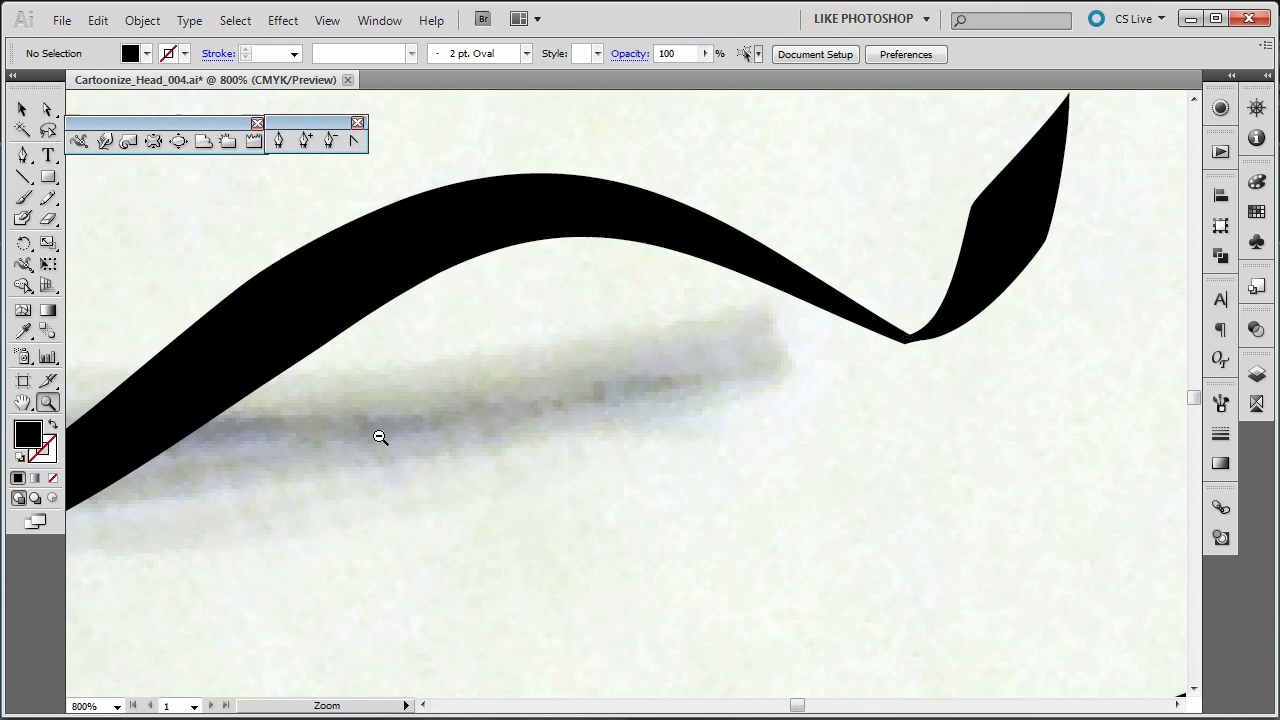 Ai File Edit Object Type Select Effect View Window Help Br LIKE PHOTOSHOP CS Live
No Selection Stroke: 2 pt. Oval Style: Opacity: 100 % Document Setup Preferences
Cartoonize_Head_004.ai* @ 800% (CMYK/Preview)
800% 1 Zoom